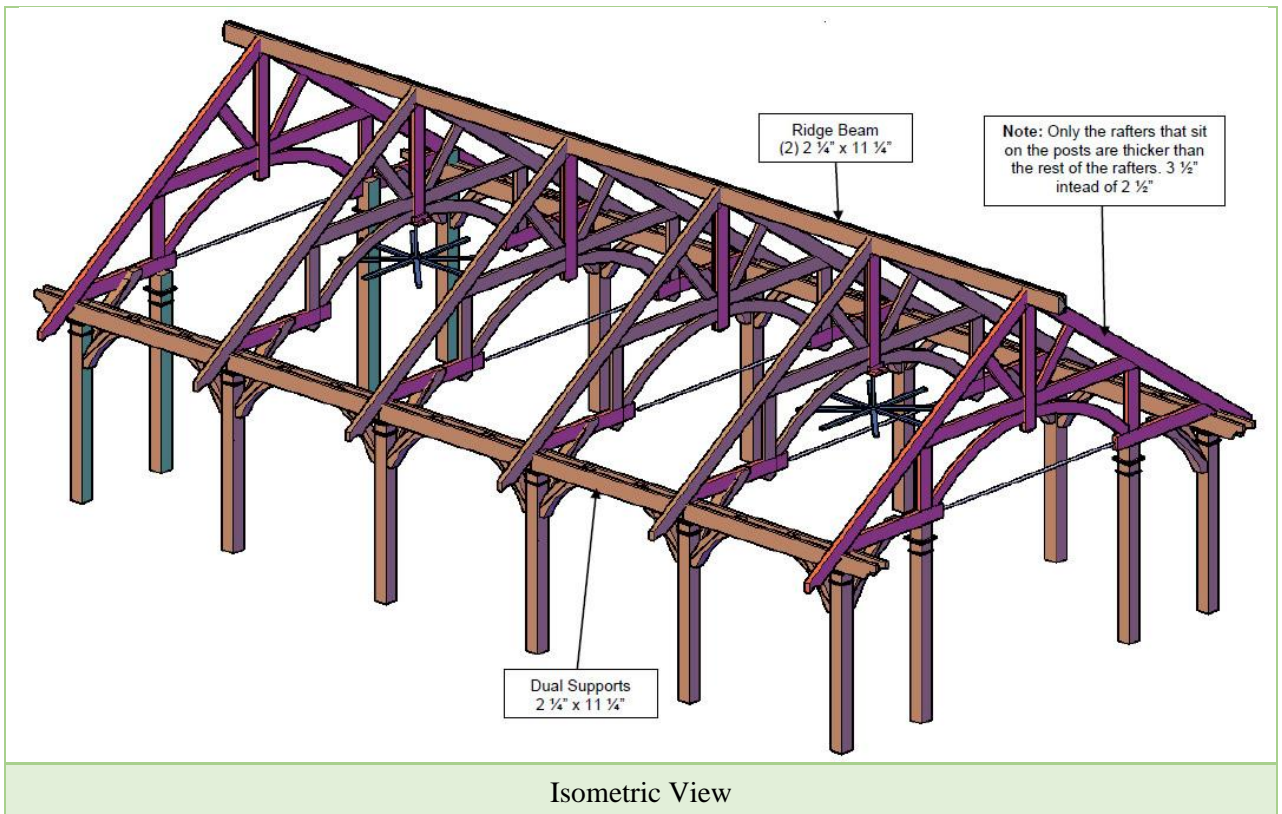 Ridge Beam
(2) 2 ¼” x 11 ¼”
Note: Only the rafters that sit
on the posts are thicker than
the rest of the rafters. 3 ½”
intead of 2 ½”
Dual Supports
2 ¼” x 11 ¼”
Isometric View